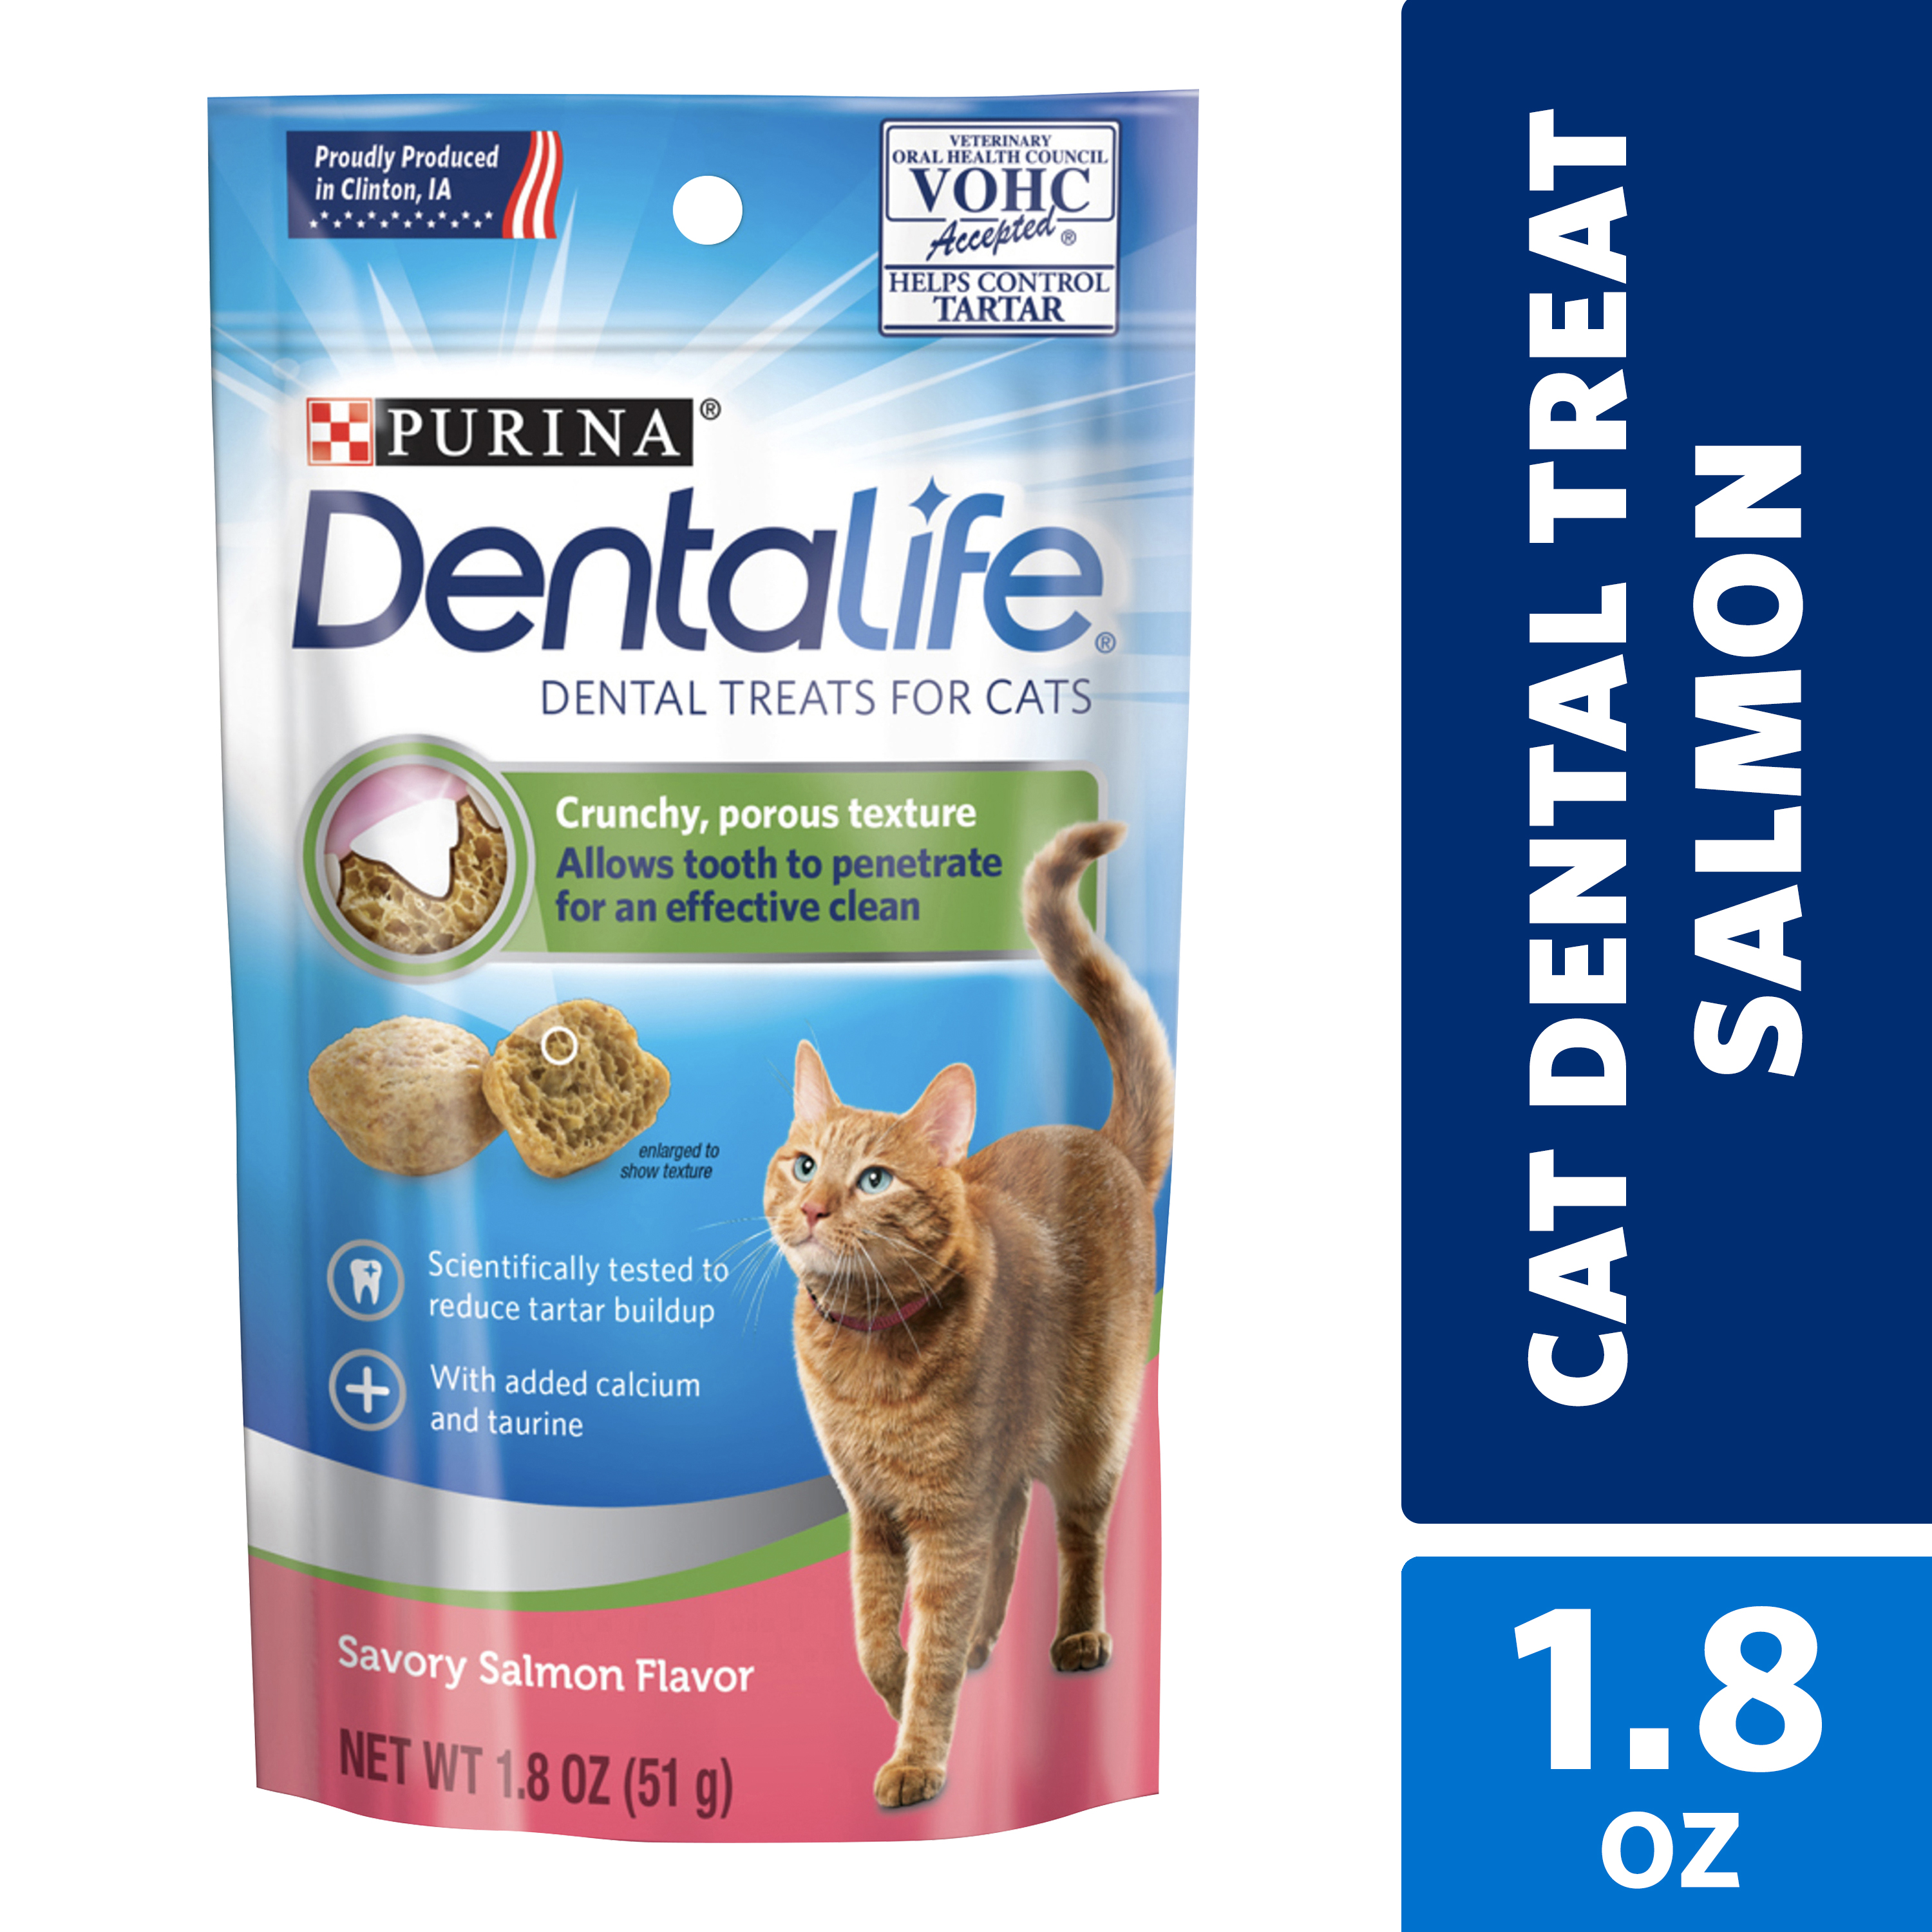 Proudly Produced
in Clinton, IA
VETERINARY
ORAL HEALTH COUNCIL
VOHC
Accepted®
HELPS CONTROL
TARTAR
PURINA®
Dentalife®
DENTAL TREATS FOR CATS
Crunchy, porous texture
Allows tooth to penetrate
for an effective clean
enlarged to
show texture
Scientifically tested to
reduce tartar buildup
With added calcium
and taurine
Savory Salmon Flavor
NET WT 1.8 OZ (51 g)
CAT DENTAL TREAT
SALMON
1.8
OZ